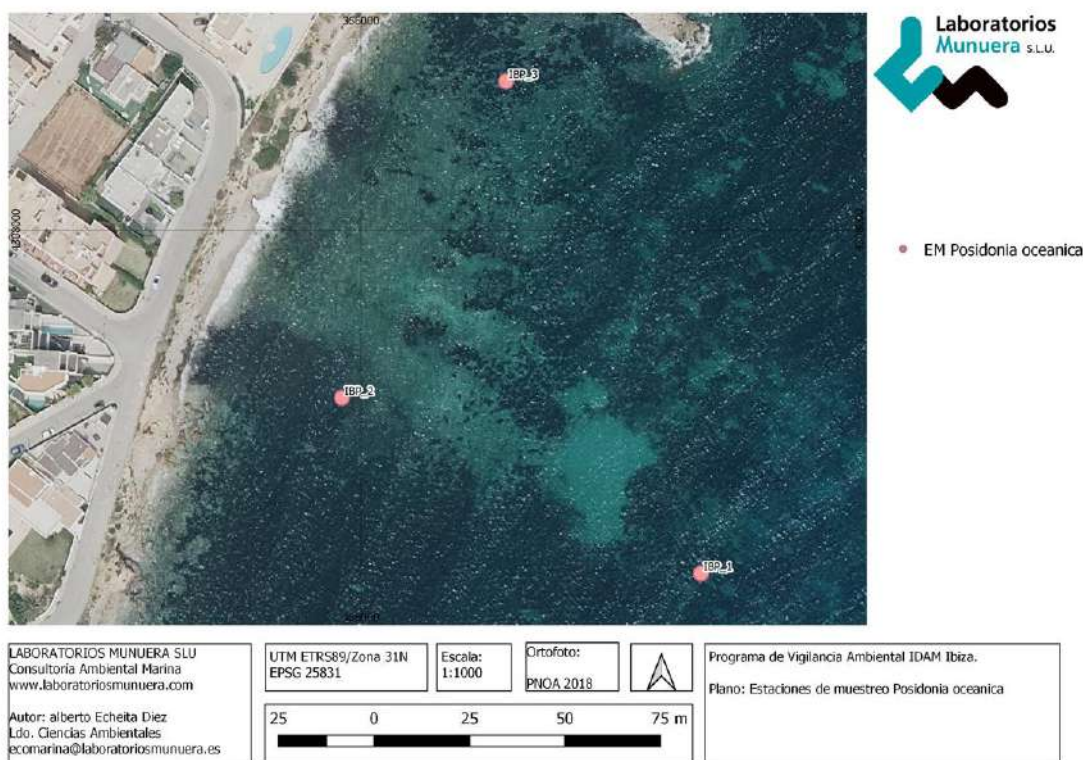 366000
Laboratorios
Munuera S.L.U.
IBP_3
EM Posidonia oceanica
IBP_2
IBP_1
LABORATORIOS MUNUERA SLU
Consultoría Ambiental Marina
www.laboratoriosmunuera.com
Autor: alberto Echeita Diez
Ldo. Ciencias Ambientales
ecomarina@laboratoriosmunuera.es
UTM ETRS89/Zona 31N
EPSG 25831
Escala:
1:1000
Ortofoto:
PNOA 2018
25 0 25 50 75 m
Programa de Vigilancia Ambiental IDAM Ibiza.
Plano: Estaciones de muestreo Posidonia oceanica